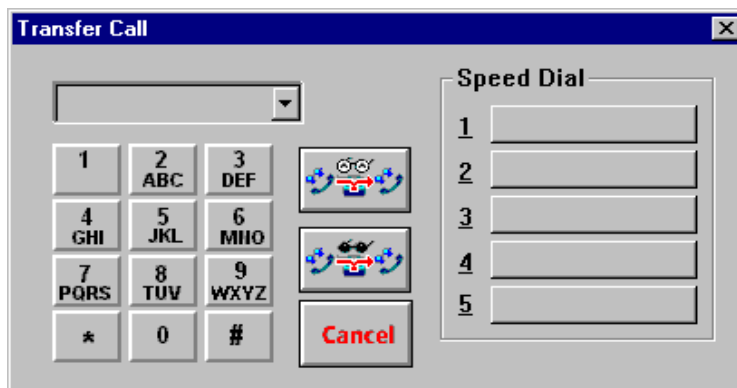 Transfer Call
1
2
ABC
3
DEF
4
GHI
5
JKL
6
MNO
7
PQRS
8
TUV
9
WXYZ
*
0
#
Cancel
Speed Dial
1
2
3
4
5